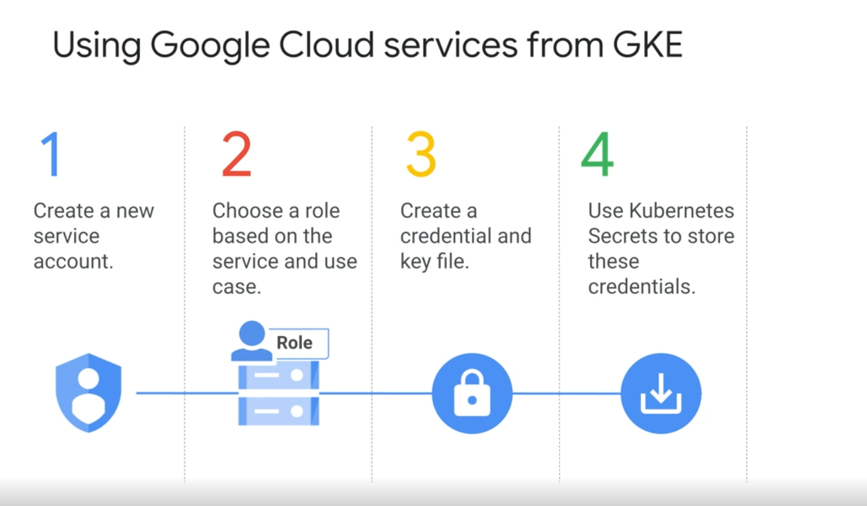 Using Google Cloud services from GKE
1
Create a new
service
account.
2
Choose a role
based on the
service and use
case.
3
Create a
credential and
key file.
4
Use Kubernetes
Secrets to store
these
credentials.
Role